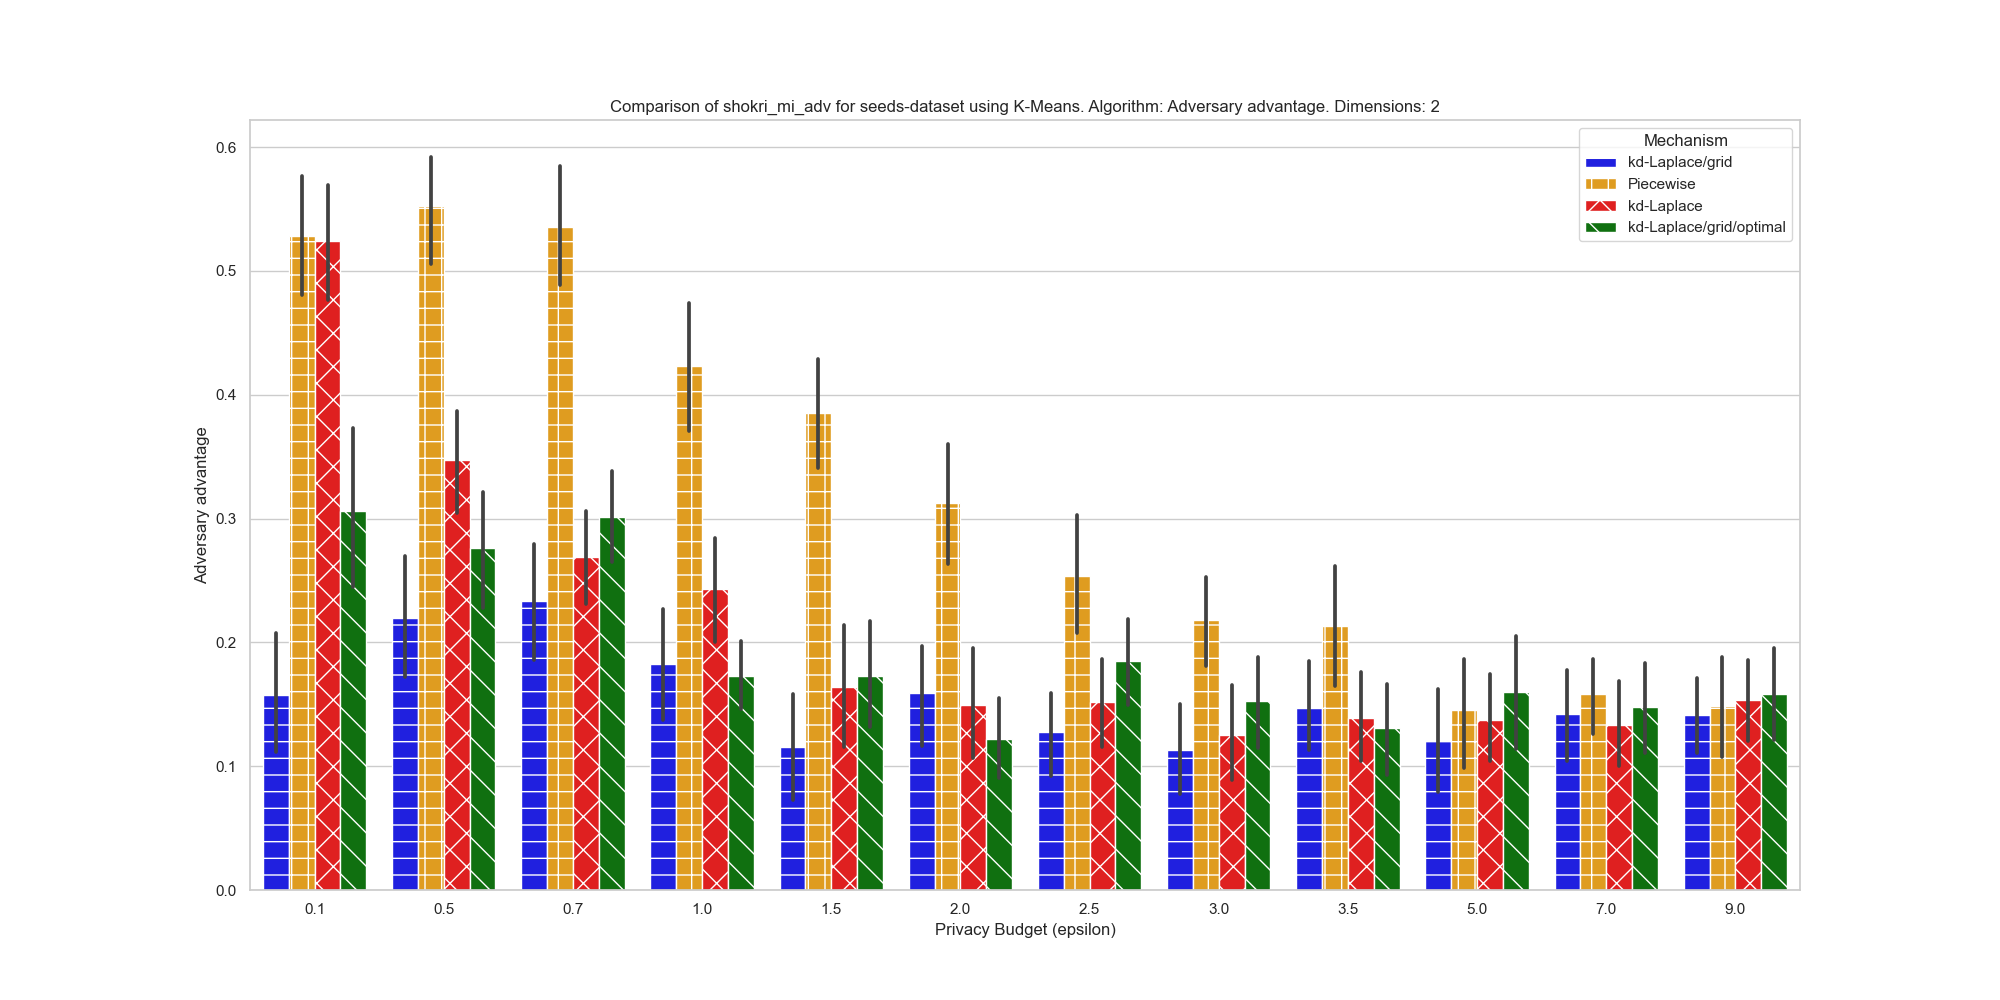 Comparison of shokri_mi_adv for seeds-dataset using K-Means. Algorithm: Adversary advantage. Dimensions: 2
Mechanism
kd-Laplace/grid
Piecewise
kd-Laplace
kd-Laplace/grid/optimal
Adversary advantage
0.6
0.5
0.4
0.3
0.2
0.1
0.0
0.1 0.5 0.7 1.0 1.5 2.0 2.5 3.0 3.5 5.0 7.0 9.0
Privacy Budget (epsilon)